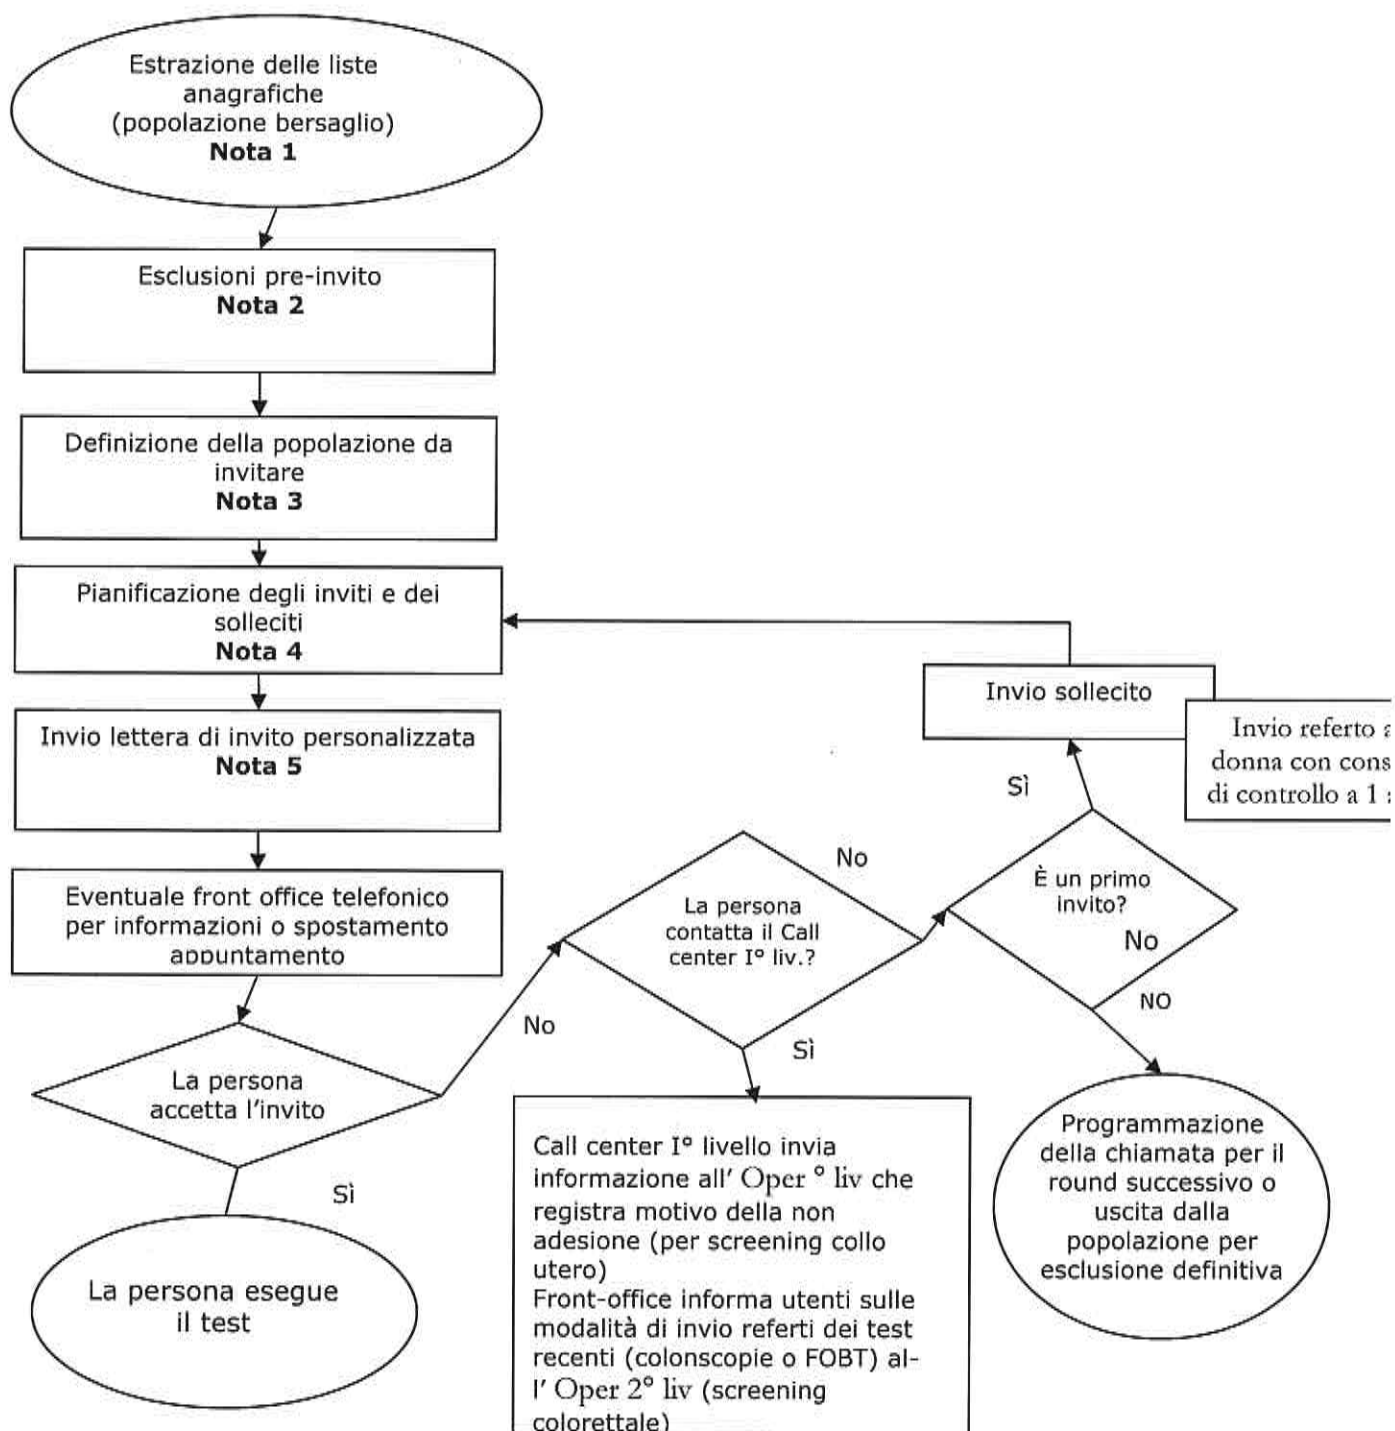 Estrazione delle liste
anagrafiche
(popolazione bersaglio)
Nota 1
Esclusioni pre-invito
Nota 2
Definizione della popolazione da
invitare
Nota 3
Pianificazione degli inviti e dei
solleciti
Nota 4
Invio lettera di invito personalizzata
Nota 5
Eventuale front office telefonico
per informazioni o spostamento
appuntamento
La persona
accetta l'invito
Sì
La persona esegue
il test
No
La persona
contatta il Call
center I° liv.?
No
Sì
Call center I° livello invia
informazione all' Oper ° liv che
registra motivo della non
adesione (per screening collo
utero)
Front-office informa utenti sulle
modalità di invio referti dei test
recenti (colonscopie o FOBT) al-
l' Oper 2° liv (screening
colorettale)
Invio sollecito
Invio referto a
donna con cons
di controllo a 1
Sì
È un primo
invito?
No
NO
Programmazione
della chiamata per il
round successivo o
uscita dalla
popolazione per
esclusione definitiva